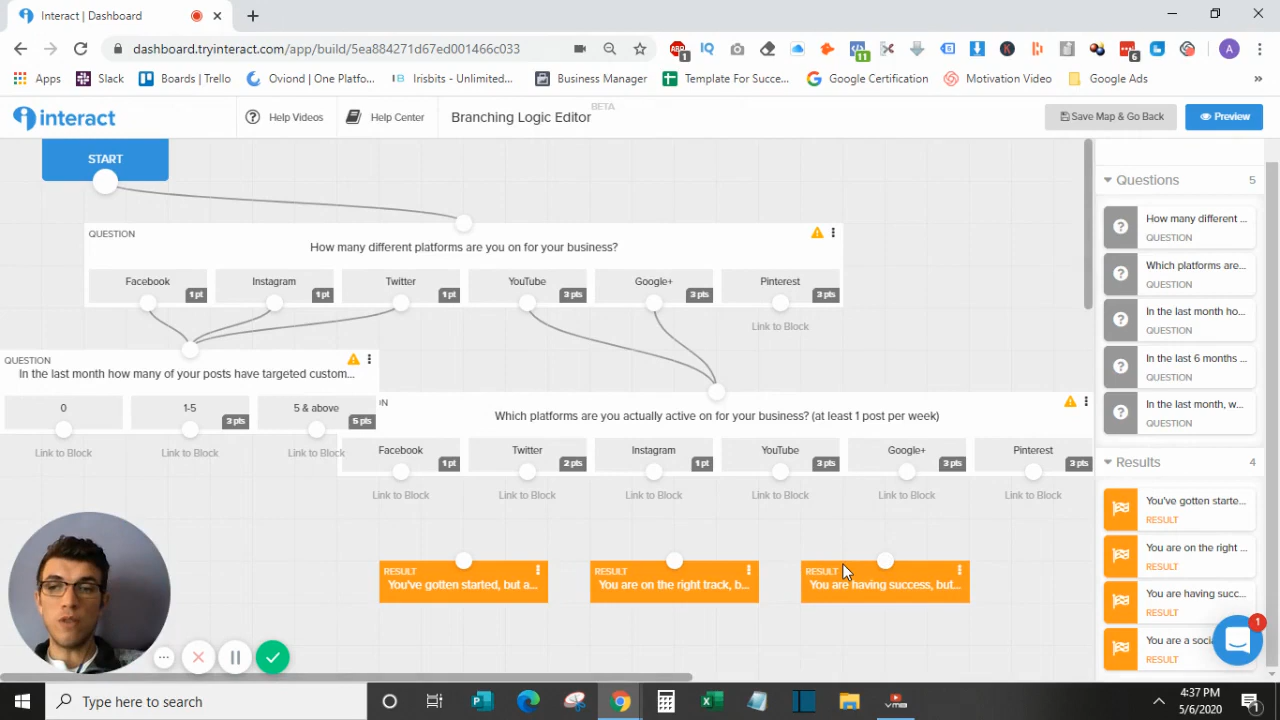 Interact | Dashboard
dashboard.tryinteract.com/app/build/5ea884271d67ed001466c033
1
11
6
A
Apps
Slack
Boards | Trello
Oviond | One Platfo...
Irisbits - Unlimited...
Business Manager
Template For Succe...
Google Certification
Motivation Video
Google Ads
»
interact
Help Videos
Help Center
Branching Logic Editor
BETA
Save Map & Go Back
Preview
START
QUESTION
How many different platforms are you on for your business?
Facebook
1 pt
Instagram
1 pt
Twitter
1 pt
YouTube
3 pts
Google+
3 pts
Pinterest
3 pts
Link to Block
QUESTION
In the last month how many of your posts have targeted custom...
0
1-5
3 pts
5 & above
5 pts
Link to Block
Link to Block
Link to Block
IN
Which platforms are you actually active on for your business? (at least 1 post per week)
Facebook
1 pt
Twitter
2 pts
Instagram
1 pt
YouTube
3 pts
Google+
3 pts
Pinterest
3 pts
Link to Block
Link to Block
Link to Block
Link to Block
Link to Block
Link to Block
RESULT
You've gotten started, but a...
RESULT
You are on the right track, b...
RESULT
You are having success, but...
Questions
5
How many different ...
QUESTION
Which platforms are...
QUESTION
In the last month ho...
QUESTION
In the last 6 months ...
QUESTION
In the last month, w...
QUESTION
Results
4
You've gotten starte...
RESULT
You are on the right ...
RESULT
You are having succ...
RESULT
You are a soci
RESULT
1
Type here to search
4:37 PM
5/6/2020
1